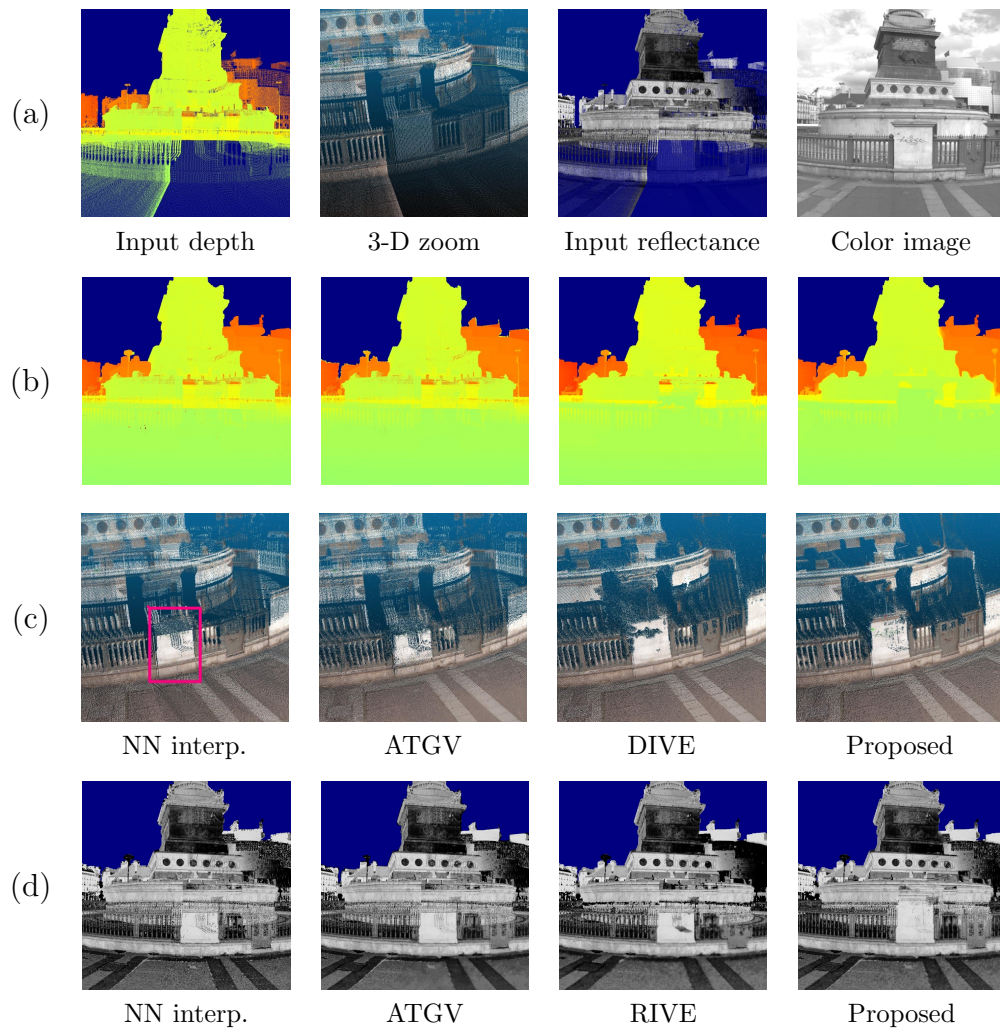 (a)
Input depth
3-D zoom
Input reflectance
Color image
(b)
(c)
NN interp.
ATGV
DIVE
Proposed
(d)
NN interp.
ATGV
RIVE
Proposed